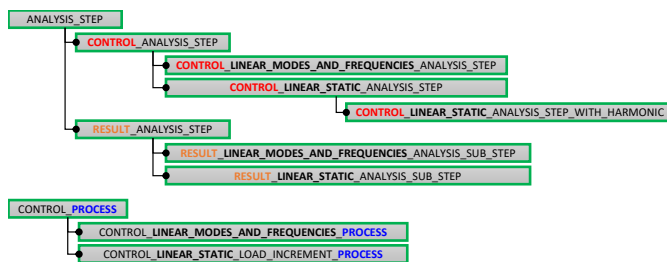 ANALYSIS_STEP
CONTROL_ANALYSIS_STEP
CONTROL_LINEAR_MODES_AND_FREQUENCIES_ANALYSIS_STEP
CONTROL_LINEAR_STATIC_ANALYSIS_STEP
CONTROL_LINEAR_STATIC_ANALYSIS_STEP_WITH_HARMONIC
RESULT_ANALYSIS_STEP
RESULT_LINEAR_MODES_AND_FREQUENCIES_ANALYSIS_SUB_STEP
RESULT_LINEAR_STATIC_ANALYSIS_SUB_STEP
CONTROL_PROCESS
CONTROL_LINEAR_MODES_AND_FREQUENCIES_PROCESS
CONTROL_LINEAR_STATIC_LOAD_INCREMENT_PROCESS